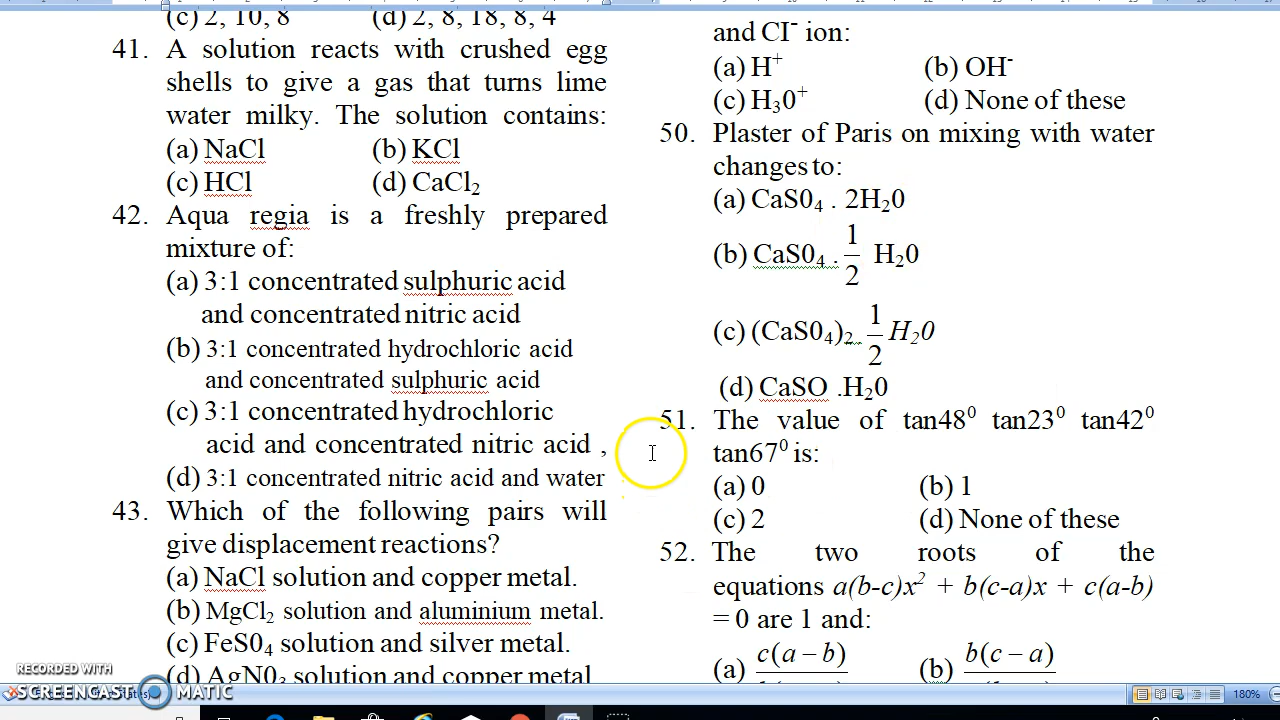 (c) 2, 10, 8 (d) 2, 8, 18, 8, 4
41. A solution reacts with crushed egg
shells to give a gas that turns lime
water milky. The solution contains:
(a) NaCl (b) KCl
(c) HCl (d) CaCl2
42. Aqua regia is a freshly prepared
mixture of:
(a) 3:1 concentrated sulphuric acid
and concentrated nitric acid
(b) 3:1 concentrated hydrochloric acid
and concentrated sulphuric acid
(c) 3:1 concentrated hydrochloric
acid and concentrated nitric acid ,
(d) 3:1 concentrated nitric acid and water
43. Which of the following pairs will
give displacement reactions?
(a) NaCl solution and copper metal.
(b) MgCl2 solution and aluminium metal.
(c) FeS04 solution and silver metal.
(d) AgN03 solution and copper metal
and CI- ion:
(a) H+ (b) OH-
(c) H30+ (d) None of these
50. Plaster of Paris on mixing with water
changes to:
(a) CaS04 . 2H20
(b) CaS04 . 1/2 H20
(c) (CaS04)2. 1/2 H20
(d) CaSO .H20
51. The value of tan48⁰ tan23⁰ tan42⁰
tan67⁰ is:
(a) 0 (b) 1
(c) 2 (d) None of these
52. The two roots of the
equations a(b-c)x² + b(c-a)x + c(a-b)
= 0 are 1 and:
(a) c(a − b) (b) b(c − a)
RECORDED WITH
SCREENCAST MATIC
180%